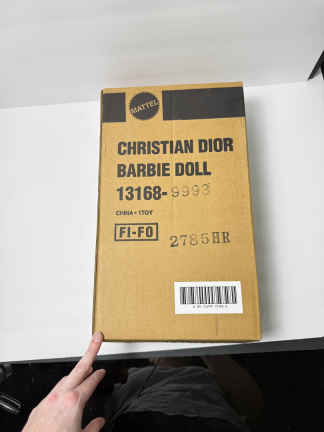 MATTEL
CHRISTIAN DIOR
BARBIE DOLL
13168-9993
CHINA • 1TOY
FI-FO
2785HR